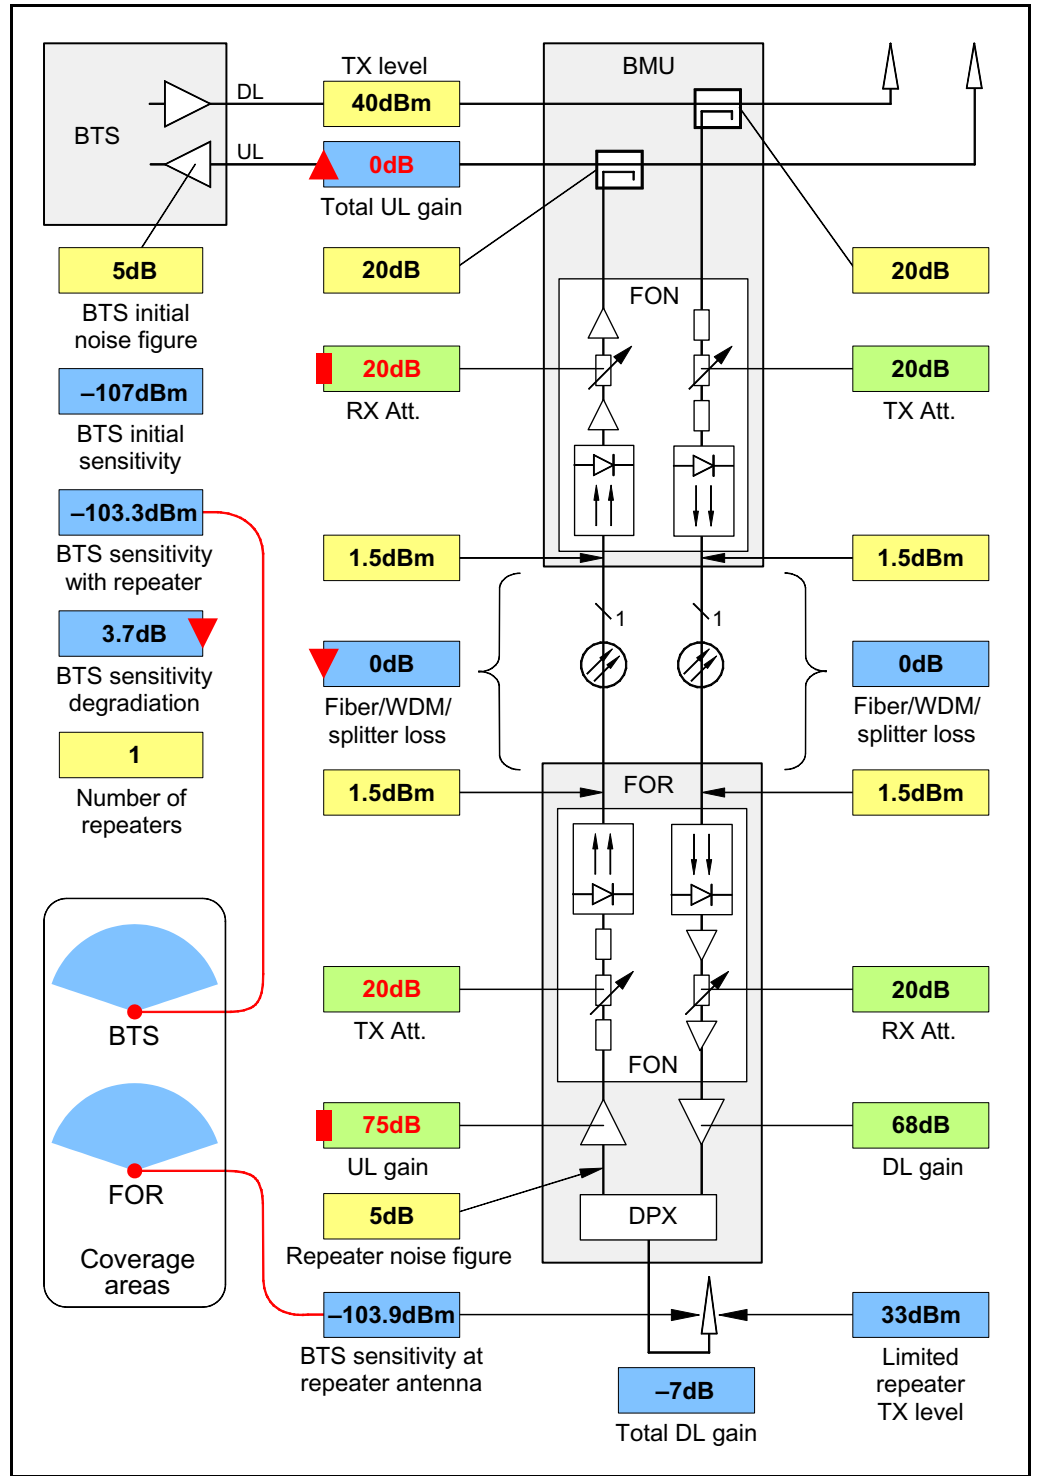 TX level
BMU
DL
40dBm
BTS
UL
0dB
Total UL gain
5dB
20dB
20dB
BTS initial
noise figure
FON
20dB
20dB
RX Att.
TX Att.
–107dBm
BTS initial
sensitivity
–103.3dBm
BTS sensitivity
with repeater
1.5dBm
1.5dBm
1
1
3.7dB
BTS sensitivity
degradation
0dB
0dB
Fiber/WDM/
splitter loss
Fiber/WDM/
splitter loss
1
Number of
repeaters
1.5dBm
FOR
1.5dBm
20dB
20dB
TX Att.
RX Att.
BTS
FON
75dB
68dB
UL gain
DL gain
FOR
5dB
DPX
Repeater noise figure
Coverage
areas
–103.9dBm
33dBm
BTS sensitivity at
repeater antenna
Limited
repeater
TX level
–7dB
Total DL gain